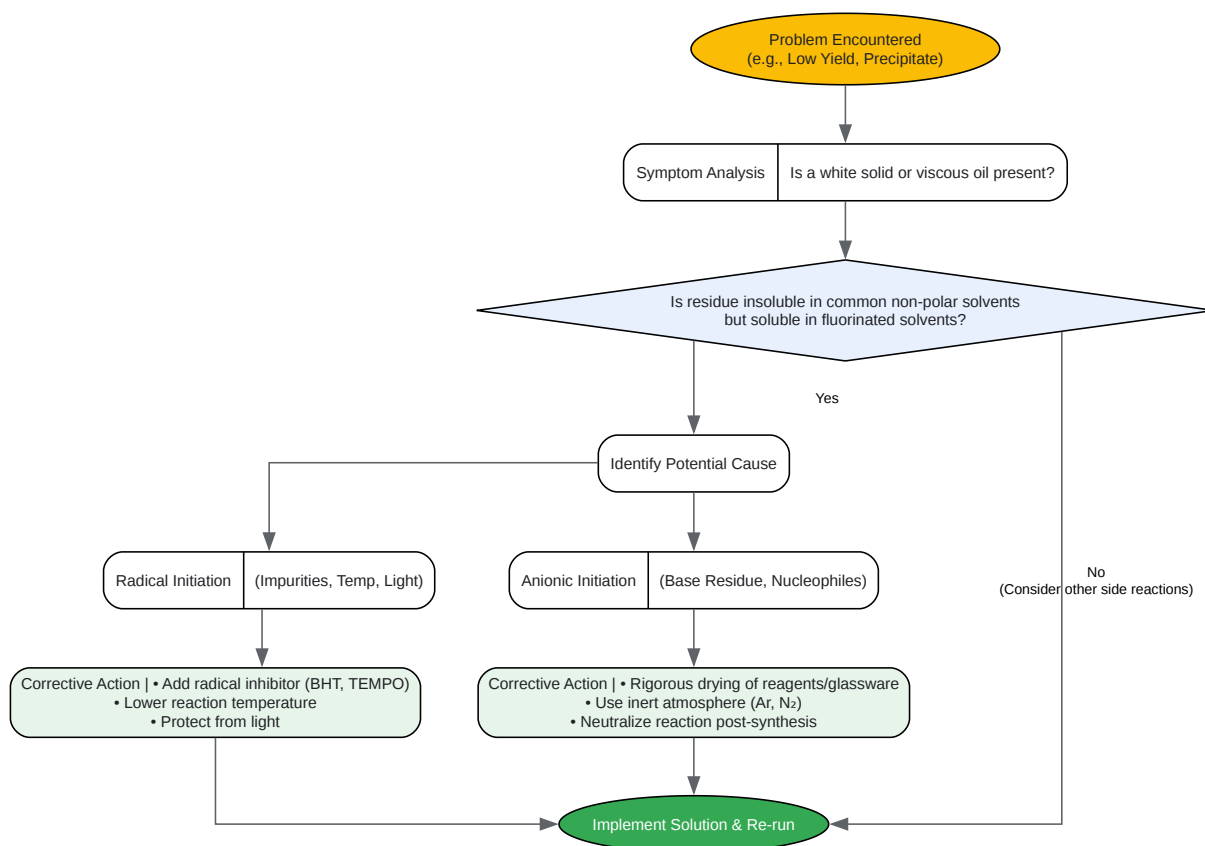 Problem Encountered
(e.g., Low Yield, Precipitate)
Symptom Analysis
Is a white solid or viscous oil present?
Is residue insoluble in common non-polar solvents
but soluble in fluorinated solvents?
Yes
Identify Potential Cause
Radical Initiation
(Impurities, Temp, Light)
Anionic Initiation
(Base Residue, Nucleophiles)
No
(Consider other side reactions)
Corrective Action | • Add radical inhibitor (BHT, TEMPO)
• Lower reaction temperature
• Protect from light
Corrective Action | • Rigorous drying of reagents/glassware
• Use inert atmosphere (Ar, N₂)
• Neutralize reaction post-synthesis
Implement Solution & Re-run